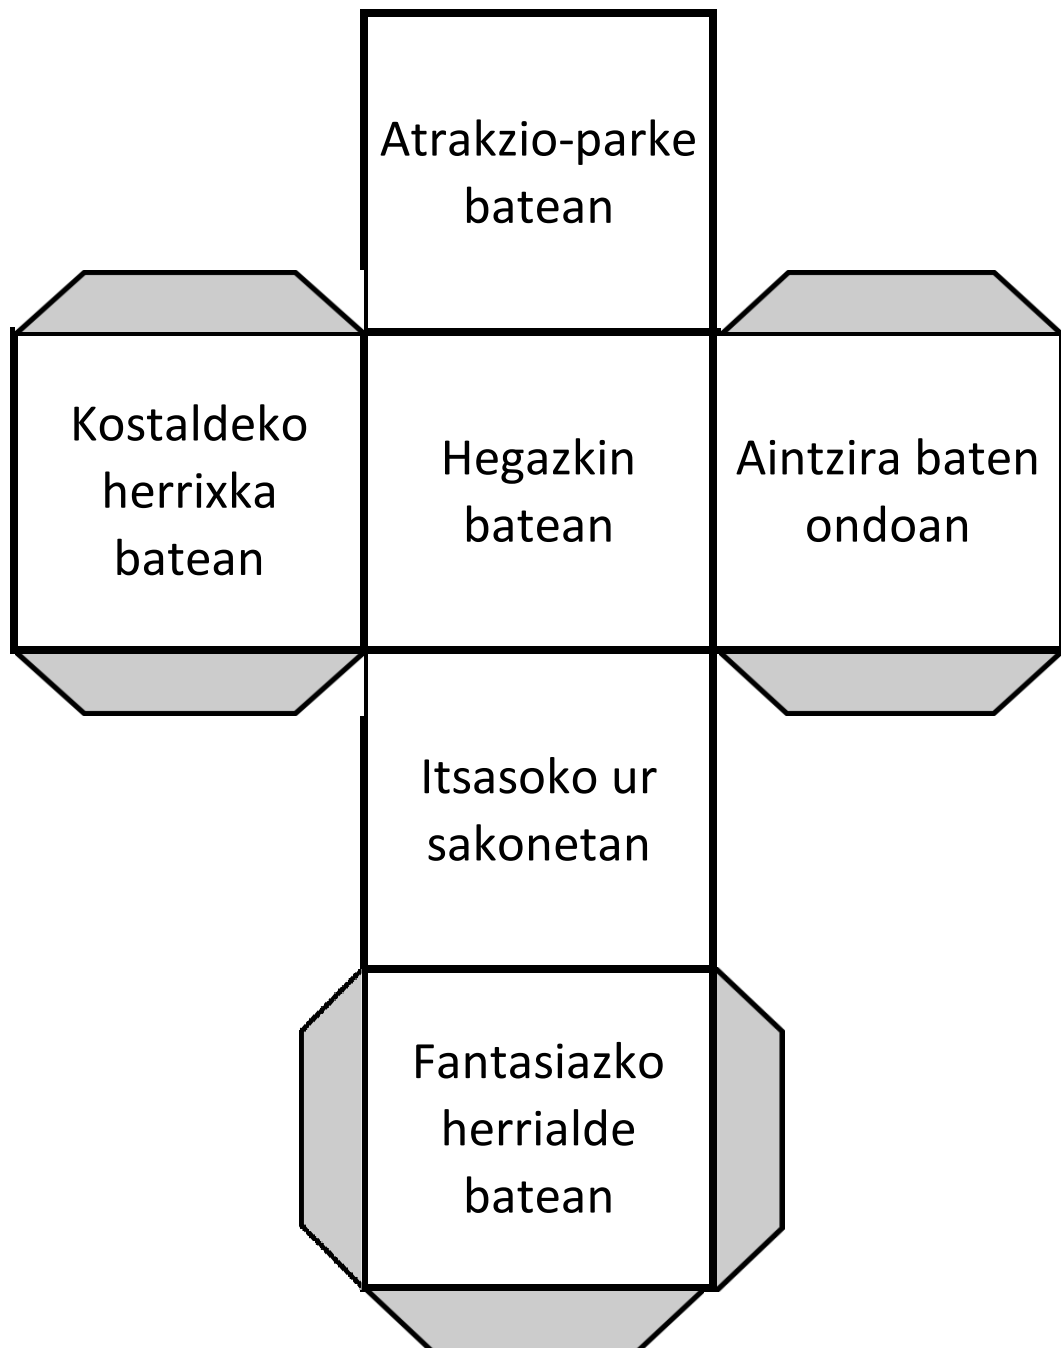 Atrakzio-parke
batean
Kostaldeko
herrixka
batean
Hegazkin
batean
Aintzira baten
ondoan
Itsasoko ur
sakonetan
Fantasiazko
herrialde
batean